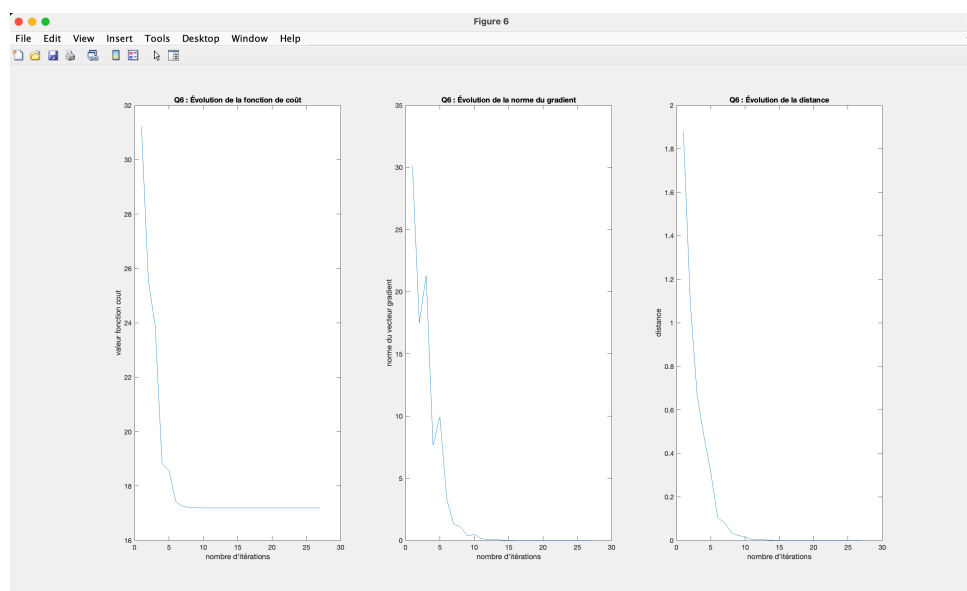 Figure 6
File Edit View Insert Tools Desktop Window Help
Q6 : Évolution de la fonction de coût
32
30
28
26
24
22
20
18
16
valeur fonction cout
0 5 10 15 20 25 30
nombre d'itérations
Q6 : Évolution de la norme du gradient
35
30
25
20
15
10
5
0
norme du vecteur gradient
0 5 10 15 20 25 30
nombre d'itérations
Q6 : Évolution de la distance
2
1.8
1.6
1.4
1.2
1
0.8
0.6
0.4
0.2
0
distance
0 5 10 15 20 25 30
nombre d'itérations